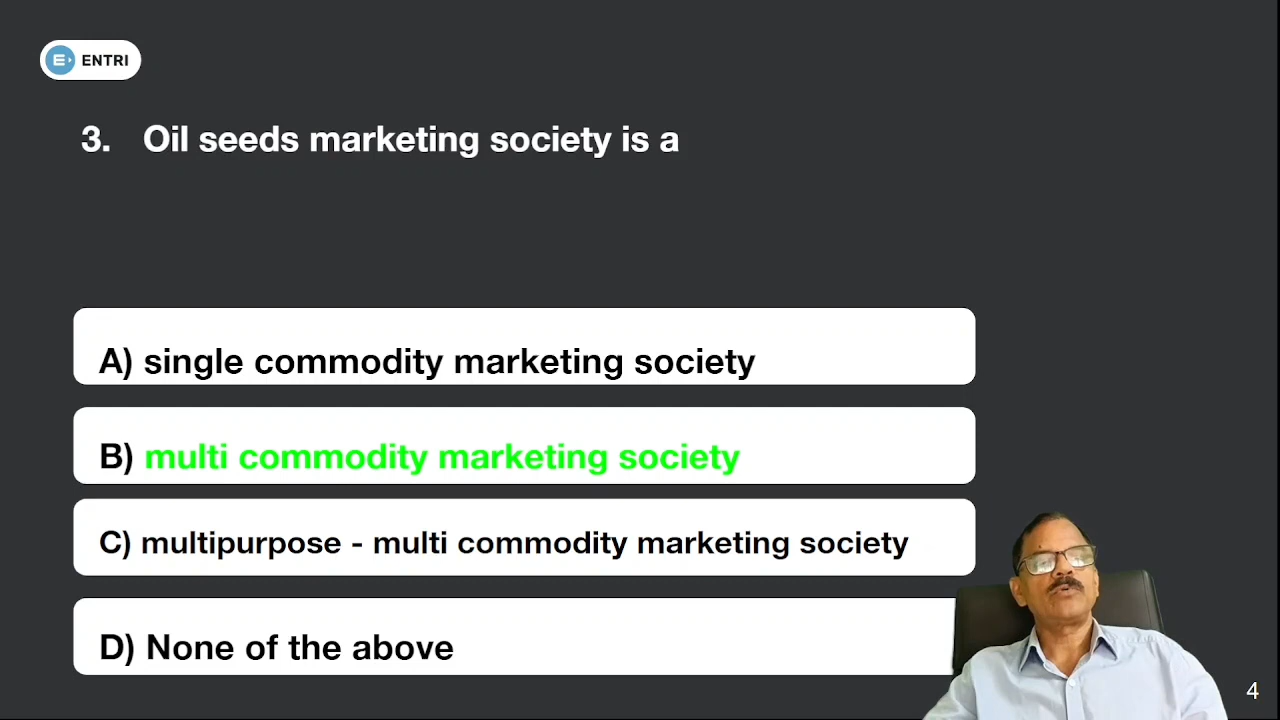 ENTRI
3. Oil seeds marketing society is a
A) single commodity marketing society
B) multi commodity marketing society
C) multipurpose - multi commodity marketing society
D) None of the above
4